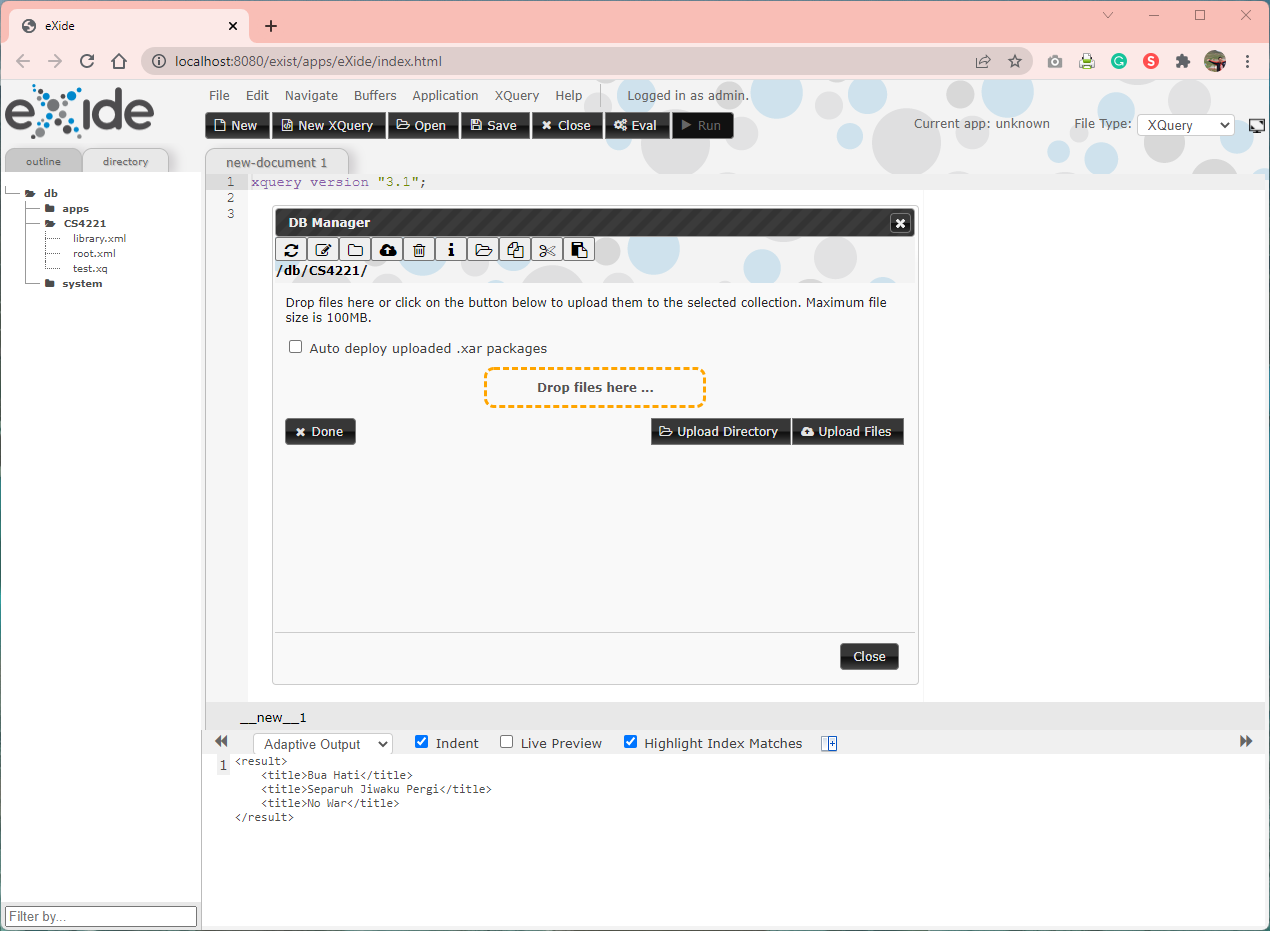 eXide
localhost:8080/exist/apps/eXide/index.html
eXide
File Edit Navigate Buffers Application XQuery Help Logged in as admin.
New New XQuery Open Save Close Eval Run
Current app: unknown File Type: XQuery
outline directory
new-document 1
db
apps
CS4221
library.xml
root.xml
test.xq
system
1 xquery version "3.1";
2
3
DB Manager
/db/CS4221/
Drop files here or click on the button below to upload them to the selected collection. Maximum file
size is 100MB.
Auto deploy uploaded .xar packages
Drop files here ...
Done Upload Directory Upload Files
Close
__new__1
Adaptive Output Indent Live Preview Highlight Index Matches
1 <result>
<title>Bua Hati</title>
<title>Separuh Jiwaku Pergi</title>
<title>No War</title>
</result>
Filter by...